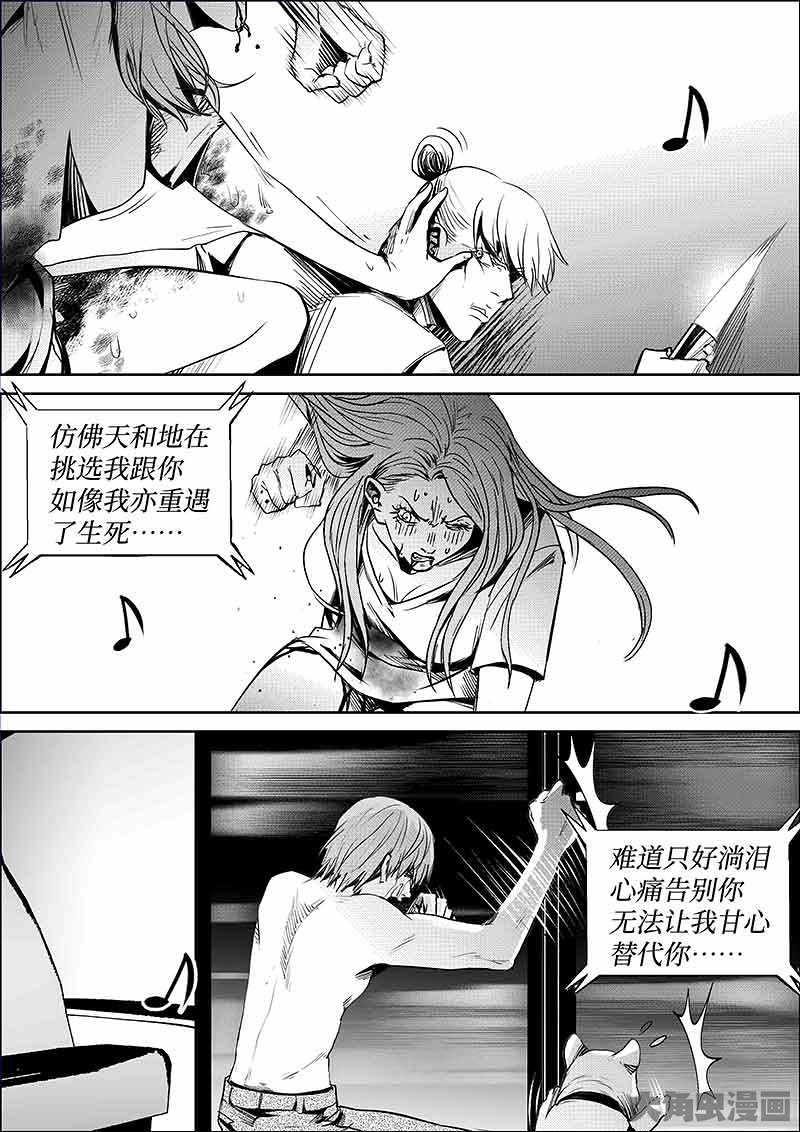 仿佛天和地在
挑选我跟你
如像我亦重遇
了生死……
难道只好淌泪
心痛告别你
无法让我甘心
替代你……
火角虫漫画